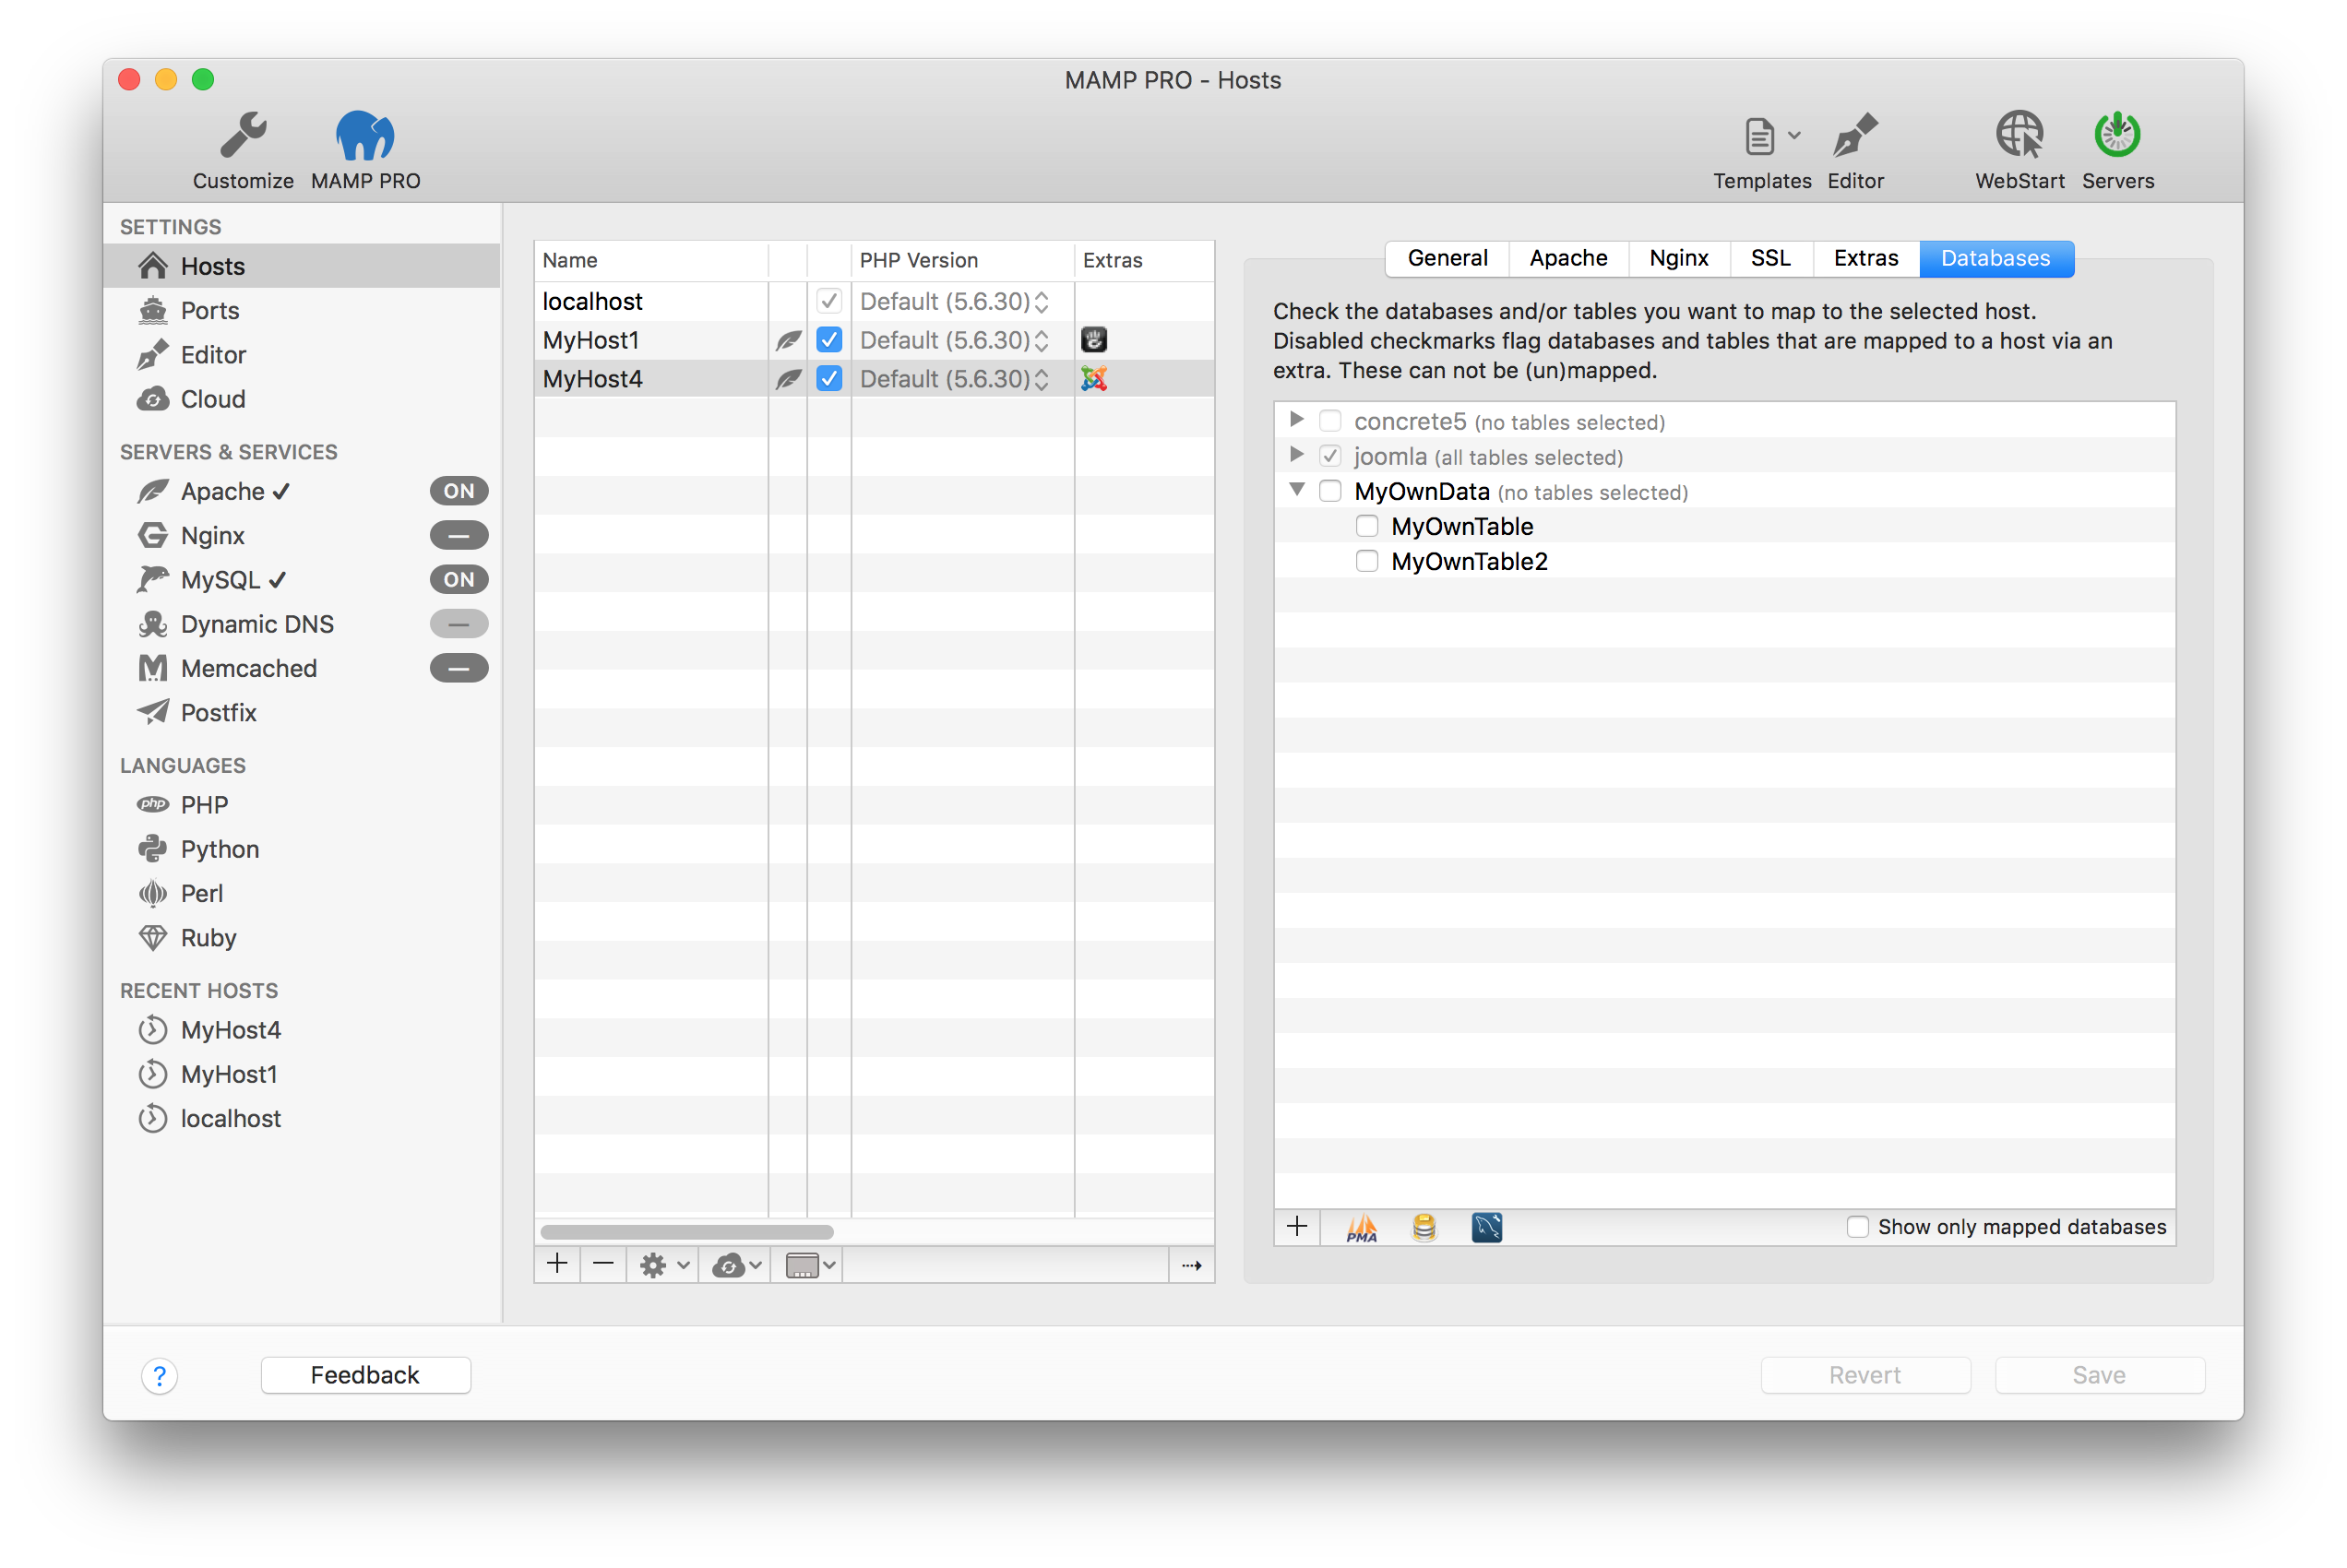 MAMP PRO - Hosts
Customize MAMP PRO Templates Editor WebStart Servers
SETTINGS
Hosts
Ports
Editor
Cloud
SERVERS & SERVICES
Apache ✓ ON
Nginx —
MySQL ✓ ON
Dynamic DNS —
Memcached —
Postfix
LANGUAGES
php PHP
Python
Perl
Ruby
RECENT HOSTS
MyHost4
MyHost1
localhost
Name PHP Version Extras
localhost Default (5.6.30)
MyHost1 Default (5.6.30)
MyHost4 Default (5.6.30)
General Apache Nginx SSL Extras Databases
Check the databases and/or tables you want to map to the selected host.
Disabled checkmarks flag databases and tables that are mapped to a host via an
extra. These can not be (un)mapped.
concrete5 (no tables selected)
joomla (all tables selected)
MyOwnData (no tables selected)
MyOwnTable
MyOwnTable2
PMA Show only mapped databases
? Feedback Revert Save